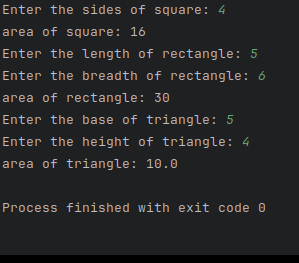 Enter the sides of square: 4
area of square: 16
Enter the length of rectangle: 5
Enter the breadth of rectangle: 6
area of rectangle: 30
Enter the base of triangle: 5
Enter the height of triangle: 4
area of triangle: 10.0
Process finished with exit code 0